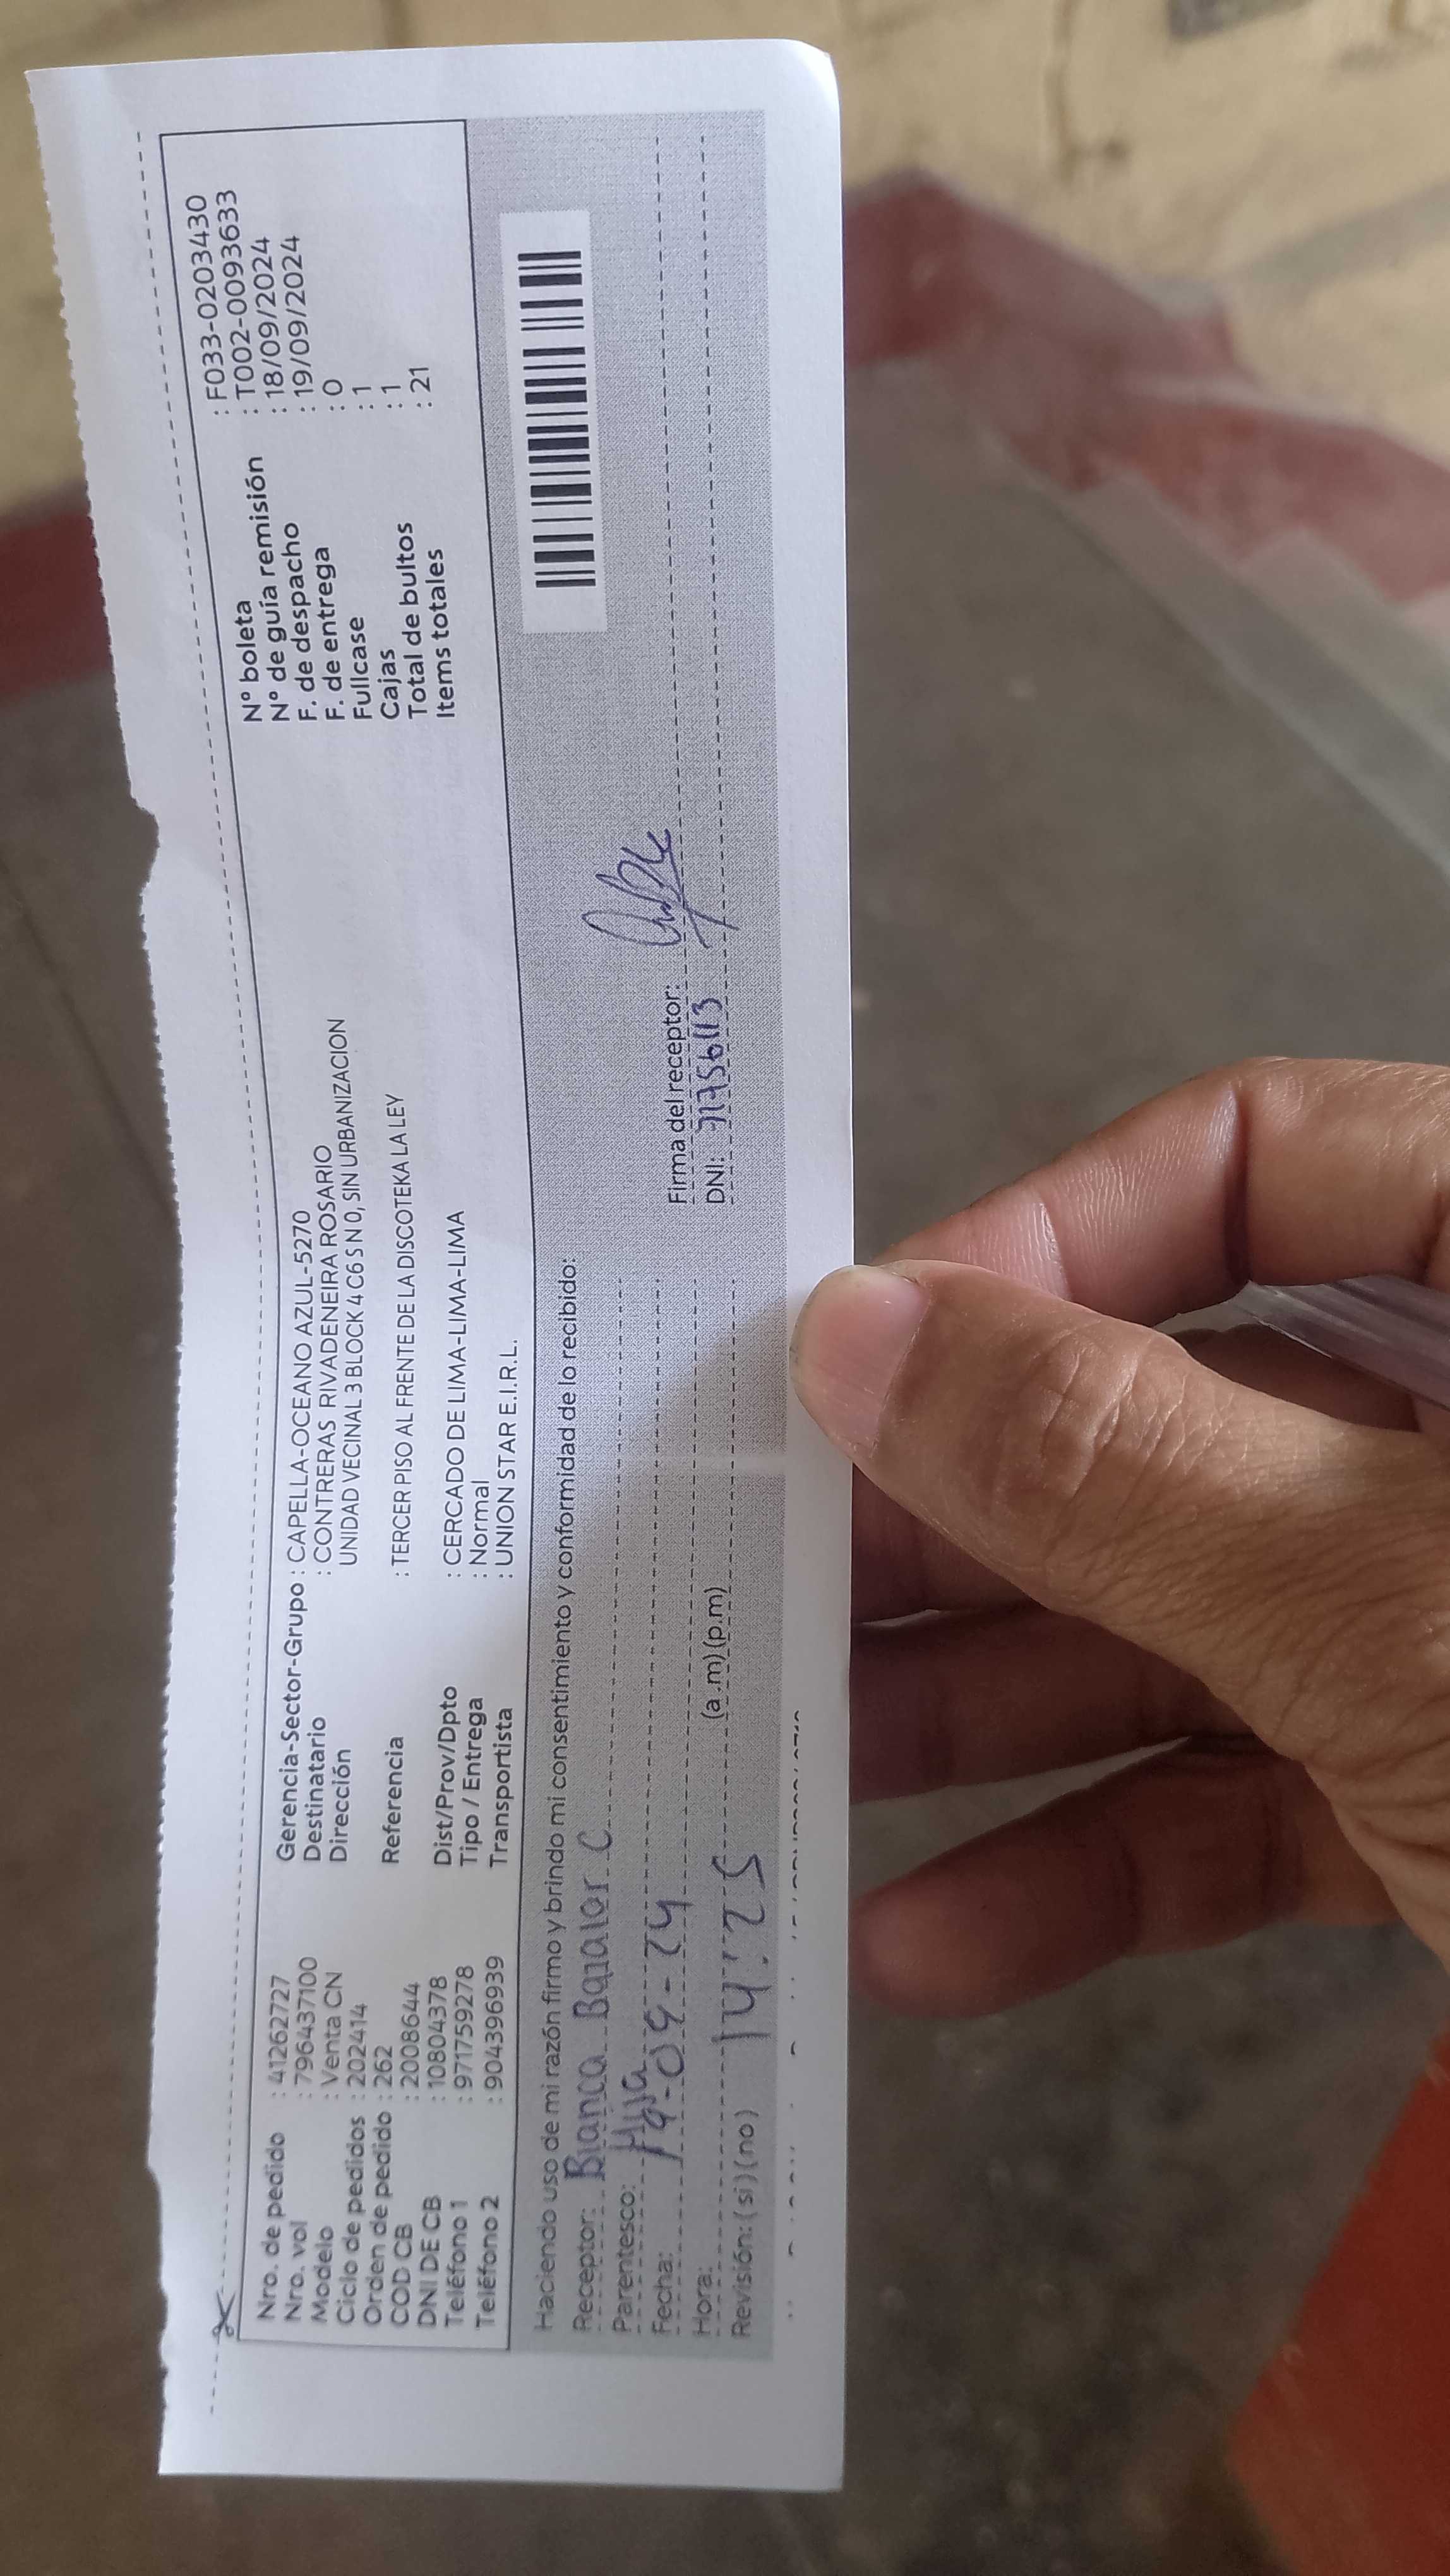 Nro. de pedido : 41262727
Nro. vol : 796437100
Modelo : Venta CN
Ciclo de pedidos : 202414
Orden de pedido : 262
COD CB : 2008644
DNI DE CB : 10804378
Teléfono 1 : 971759278
Teléfono 2 : 904396939
Gerencia-Sector-Grupo : CAPELLA-OCEANO AZUL-5270
Destinatario : CONTRERAS RIVADENEIRA ROSARIO
Dirección UNIDAD VECINAL 3 BLOCK 4 C6 S N 0, SIN URBANIZACION
Referencia : TERCER PISO AL FRENTE DE LA DISCOTEKA LA LEY
Dist/Prov/Dpto : CERCADO DE LIMA-LIMA-LIMA
Tipo / Entrega : Normal
Transportista : UNION STAR E.I.R.L.
N° boleta : F033-0203430
N° de guía remisión : T002-0093633
F. de despacho : 18/09/2024
F. de entrega : 19/09/2024
Fullcase : 0
Cajas : 1
Total de bultos : 1
Items totales : 21
Haciendo uso de mi razón firmo y brindo mi consentimiento y conformidad de lo recibido:
Receptor: Bianca C
Parentesco: Hija
Fecha: 19-09-24
Hora: 14:25 (a.m) (p.m)
Revisión: ( si ) ( no )
Firma del receptor:
DNI: 71756113